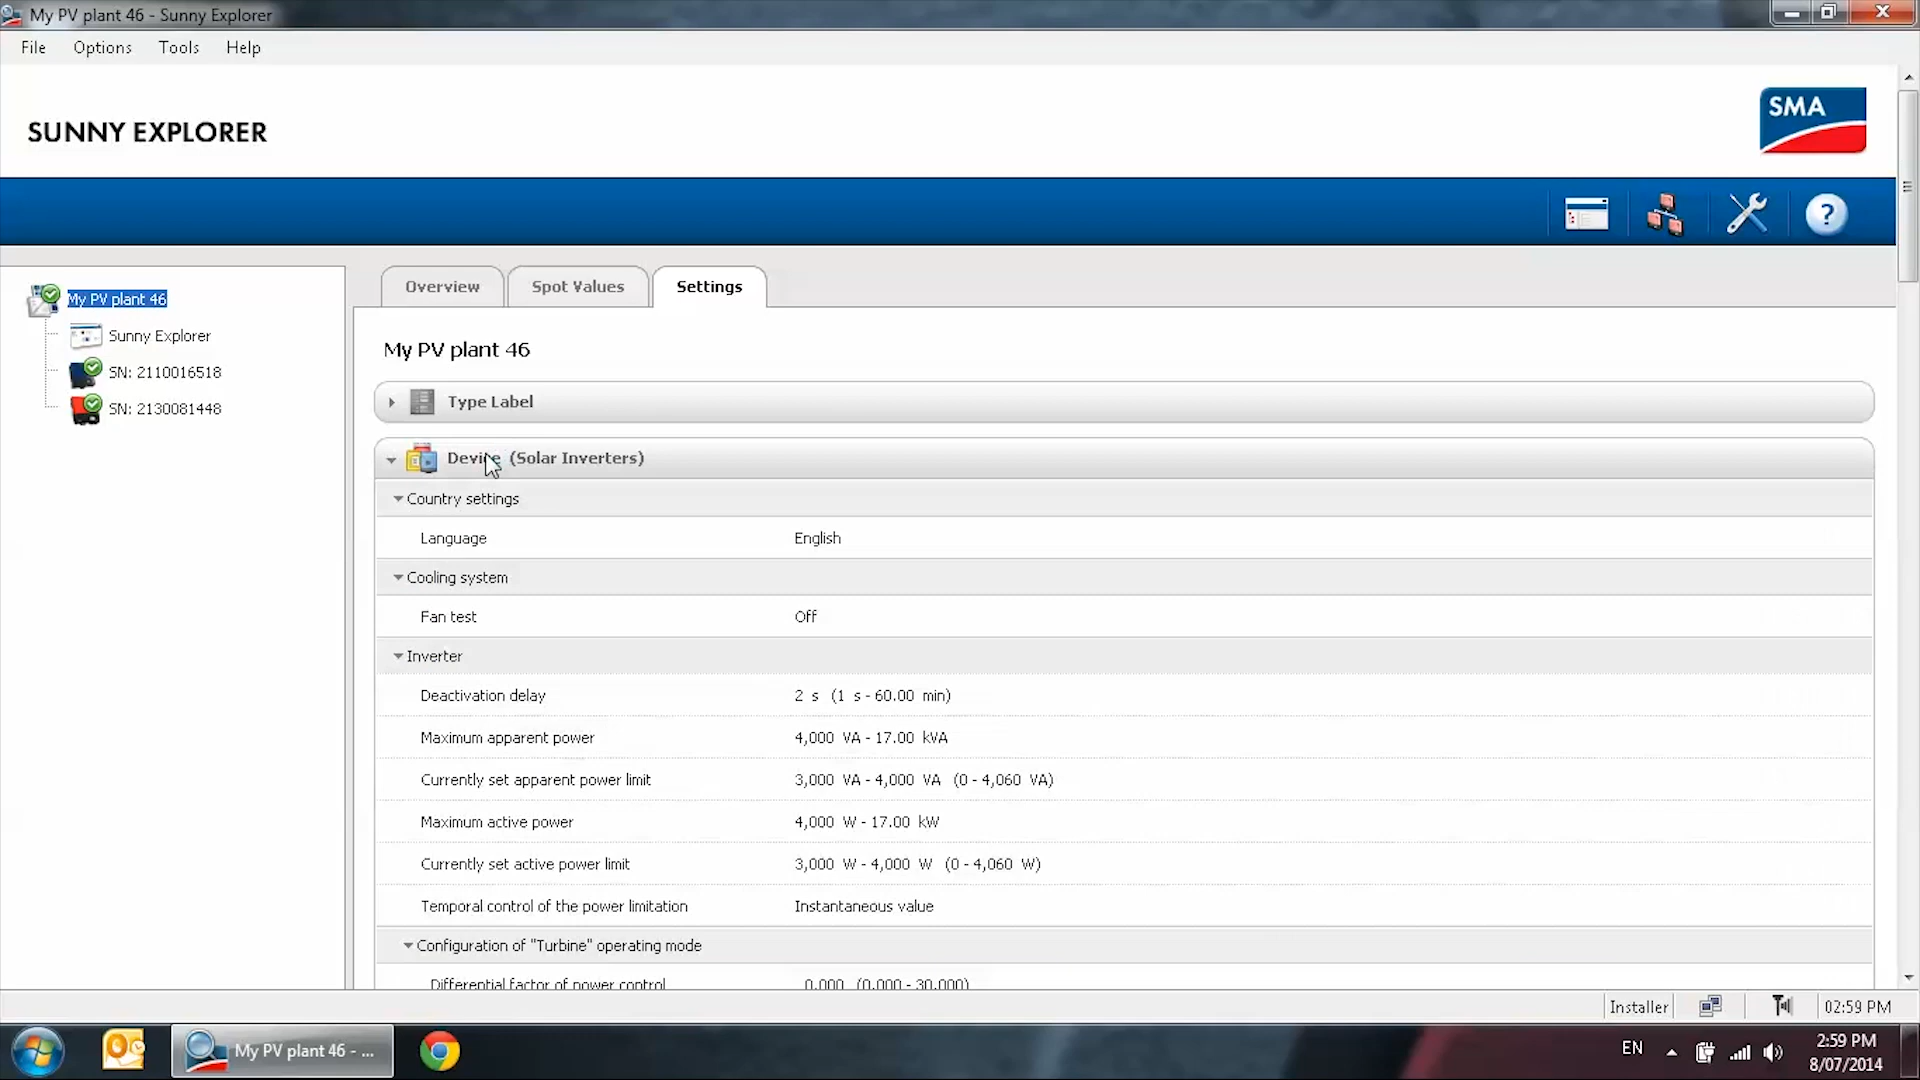 My PV plant 46 - Sunny Explorer
File Options Tools Help
SUNNY EXPLORER
SMA
?
My PV plant 46
Sunny Explorer
SN: 2110016518
SN: 2130081448
Overview Spot Values Settings
My PV plant 46
Type Label
Device (Solar Inverters)
Country settings
Language English
Cooling system
Fan test Off
Inverter
Deactivation delay 2 s (1 s - 60.00 min)
Maximum apparent power 4,000 VA - 17.00 kVA
Currently set apparent power limit 3,000 VA - 4,000 VA (0 - 4,060 VA)
Maximum active power 4,000 W - 17.00 kW
Currently set active power limit 3,000 W - 4,000 W (0 - 4,060 W)
Temporal control of the power limitation Instantaneous value
Configuration of "Turbine" operating mode
Differential factor of power control 0.000 (0.000 - 30.000)
Installer 02:59 PM
My PV plant 46 - ...
EN
2:59 PM
8/07/2014